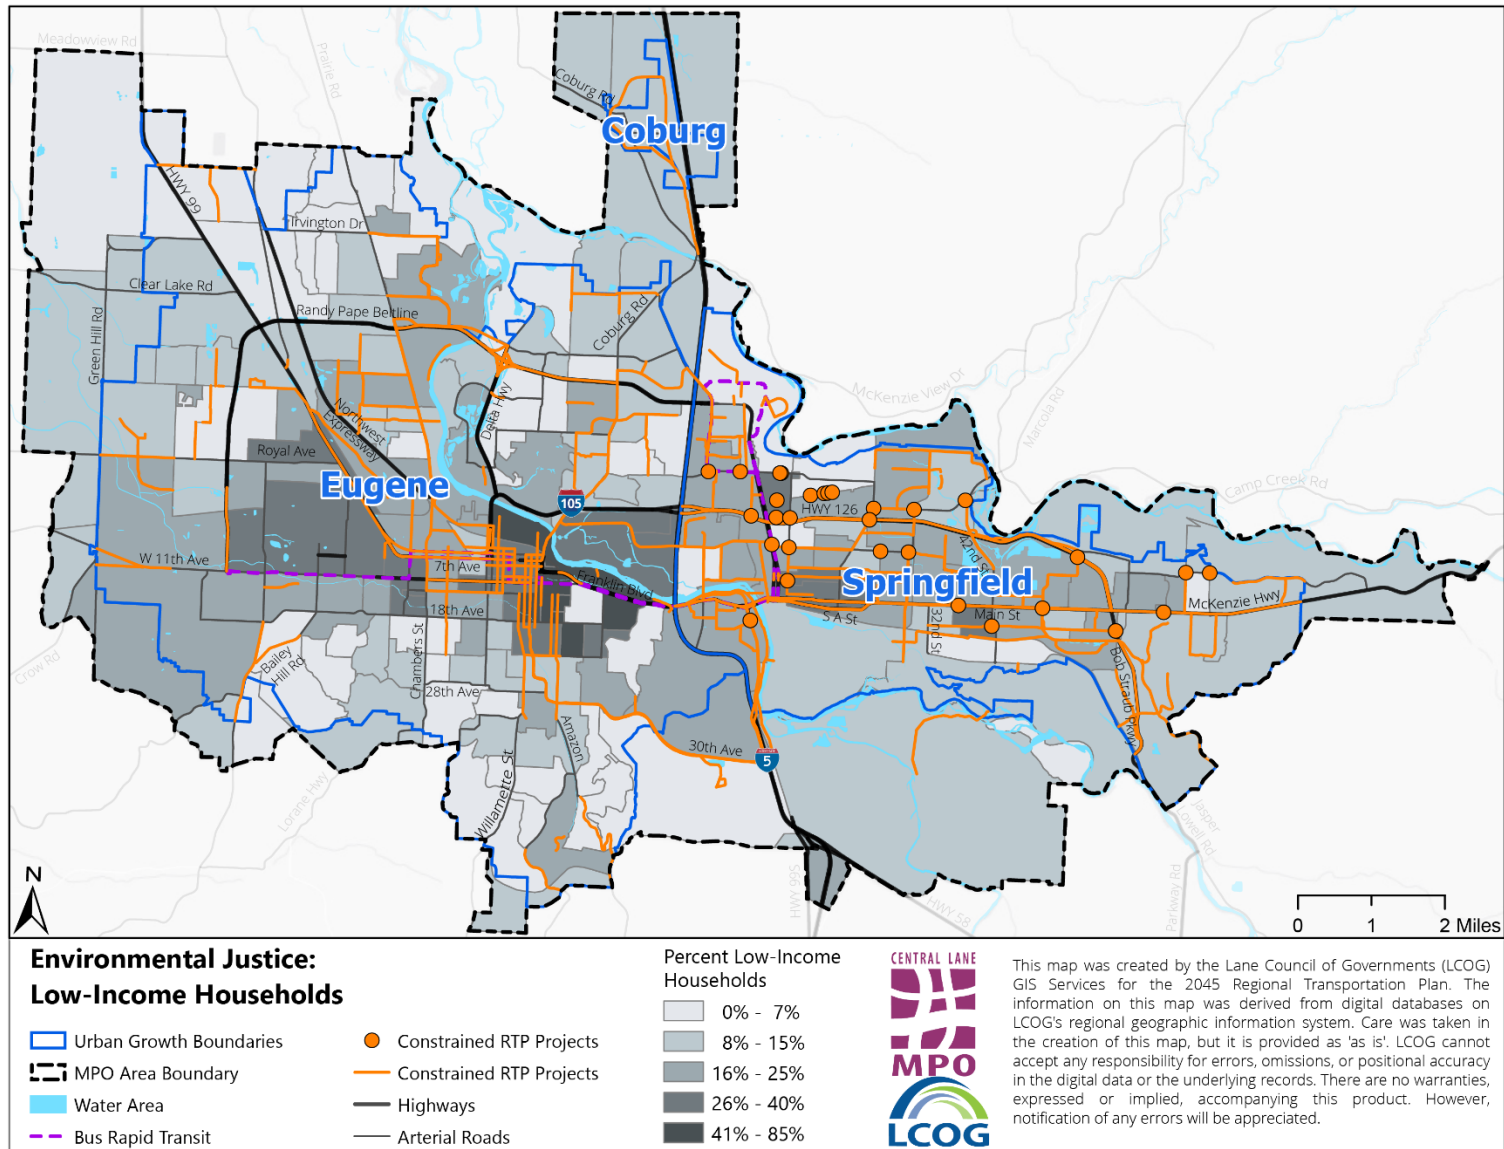 Meadowview Rd
Prairie Rd
Coburg Rd
Coburg
HWY 99
Irvington Dr
Clear Lake Rd
Randy Pape Beltline
Green Hill Rd
Coburg Rd
Delta Hwy
McKenzie View Dr
Marcola Rd
Northwest
Expressway
Royal Ave
Eugene
105
HWY 126
Camp Creek Rd
W 11th Ave
7th Ave
Franklin Blvd
42nd St
Springfield
McKenzie Hwy
18th Ave
S A St
32nd St
Main St
Chambers St
Bailey
Hill Rd
Crow Rd
28th Ave
Bob Straub Pkwy
Amazon
30th Ave
5
Willamette St
Lorane Hwy
Jasper
Lowell Rd
HWY 99S
HWY 58
Parkway Rd
N
0 1 2 Miles
Environmental Justice:
Low-Income Households
Urban Growth Boundaries
MPO Area Boundary
Water Area
Bus Rapid Transit
Constrained RTP Projects
Constrained RTP Projects
Highways
Arterial Roads
Percent Low-Income
Households
0% - 7%
8% - 15%
16% - 25%
26% - 40%
41% - 85%
CENTRAL LANE
MPO
LCOG
This map was created by the Lane Council of Governments (LCOG)
GIS Services for the 2045 Regional Transportation Plan. The
information on this map was derived from digital databases on
LCOG's regional geographic information system. Care was taken in
the creation of this map, but it is provided as 'as is'. LCOG cannot
accept any responsibility for errors, omissions, or positional accuracy
in the digital data or the underlying records. There are no warranties,
expressed or implied, accompanying this product. However,
notification of any errors will be appreciated.